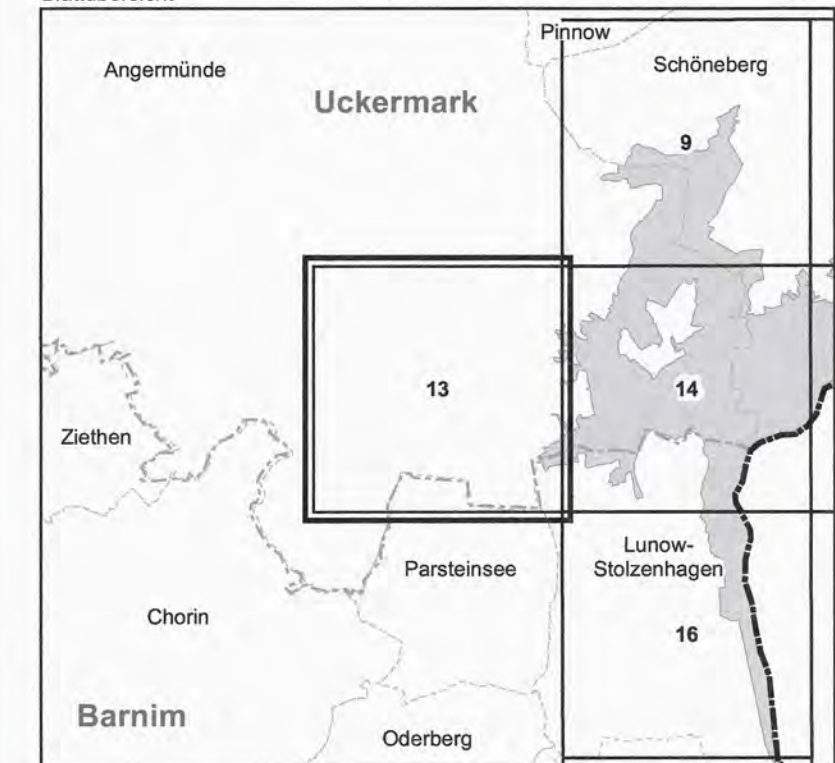 Pinnow
Angermünde
Schöneberg
Uckermark
9
13
14
Ziethen
Lunow-
Stolzenhagen
Parsteinsee
Chorin
16
Barnim
Oderberg